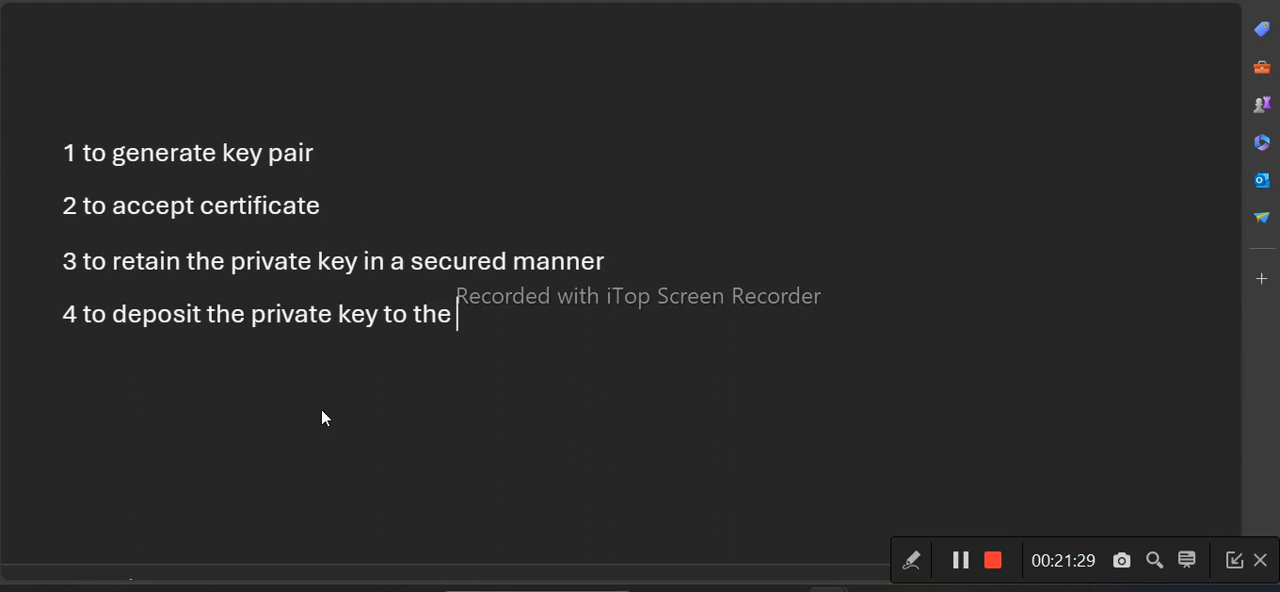 1 to generate key pair
2 to accept certificate
3 to retain the private key in a secured manner
Recorded with iTop Screen Recorder
4 to deposit the private key to the
00:21:29